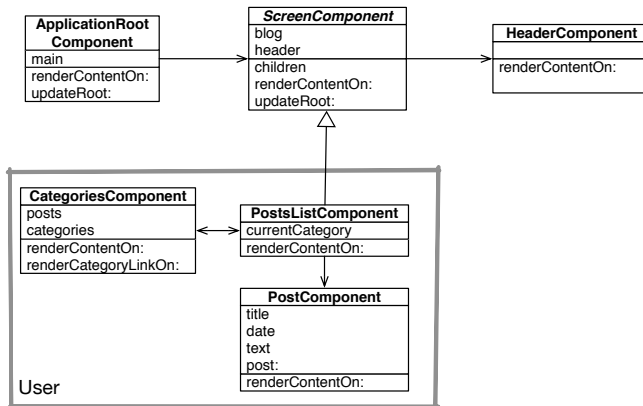 ApplicationRoot
Component
main
renderContentOn:
updateRoot:
ScreenComponent
blog
header
children
renderContentOn:
updateRoot:
HeaderComponent
renderContentOn:
CategoriesComponent
posts
categories
renderContentOn:
renderCategoryLinkOn:
PostsListComponent
currentCategory
renderContentOn:
PostComponent
title
date
text
post:
renderContentOn:
User